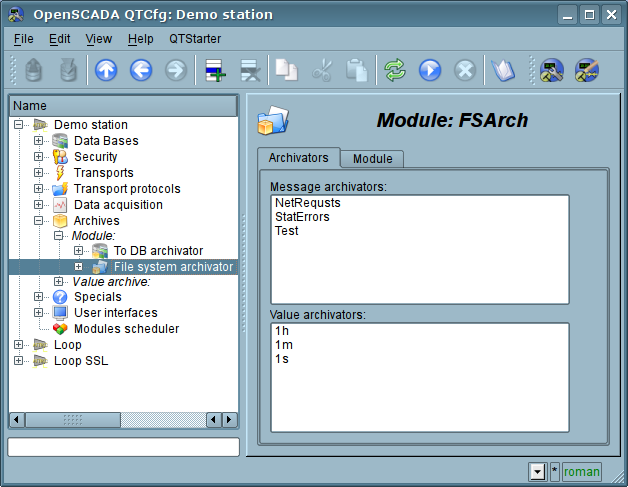 OpenSCADA QTCfg: Demo station
File Edit View Help QTStarter
Name
Demo station
Data Bases
Security
Transports
Transport protocols
Data acquisition
Archives
Module:
To DB archivator
File system archivator
Value archive:
Specials
User interfaces
Modules scheduler
Loop
Loop SSL
Module: FSArch
Archivators Module
Message archivators:
NetRequsts
StatErrors
Test
Value archivators:
1h
1m
1s
* roman